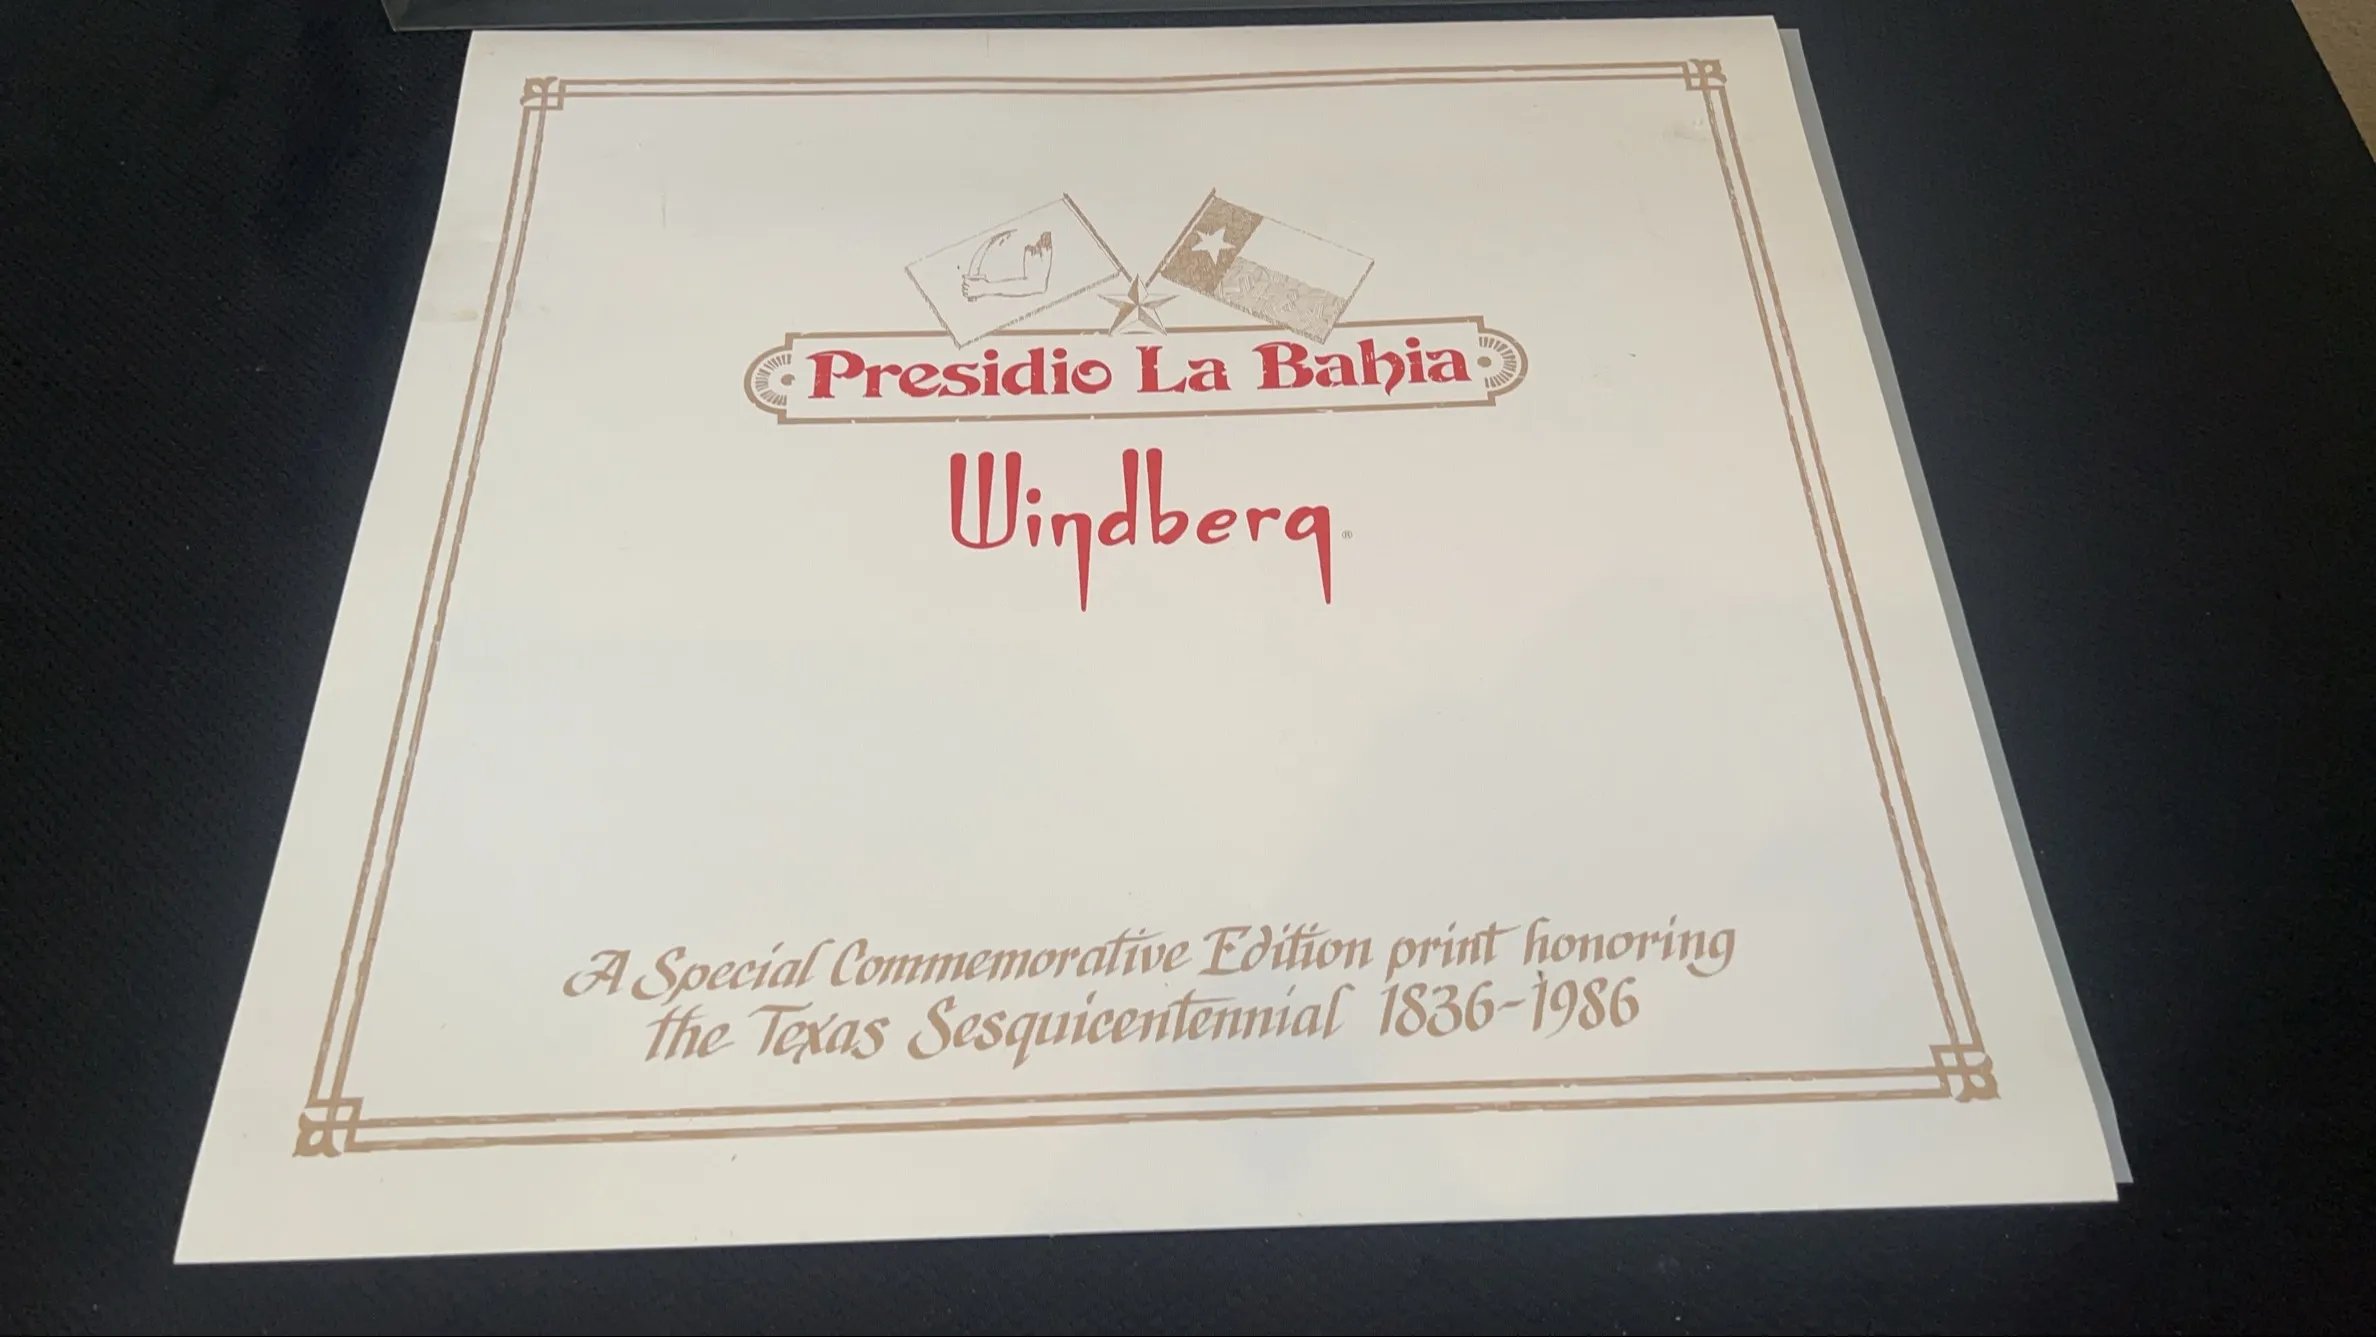 Presidio La Bahia
Windberg®
A Special Commemorative Edition print honoring
the Texas Sesquicentennial 1836-1986